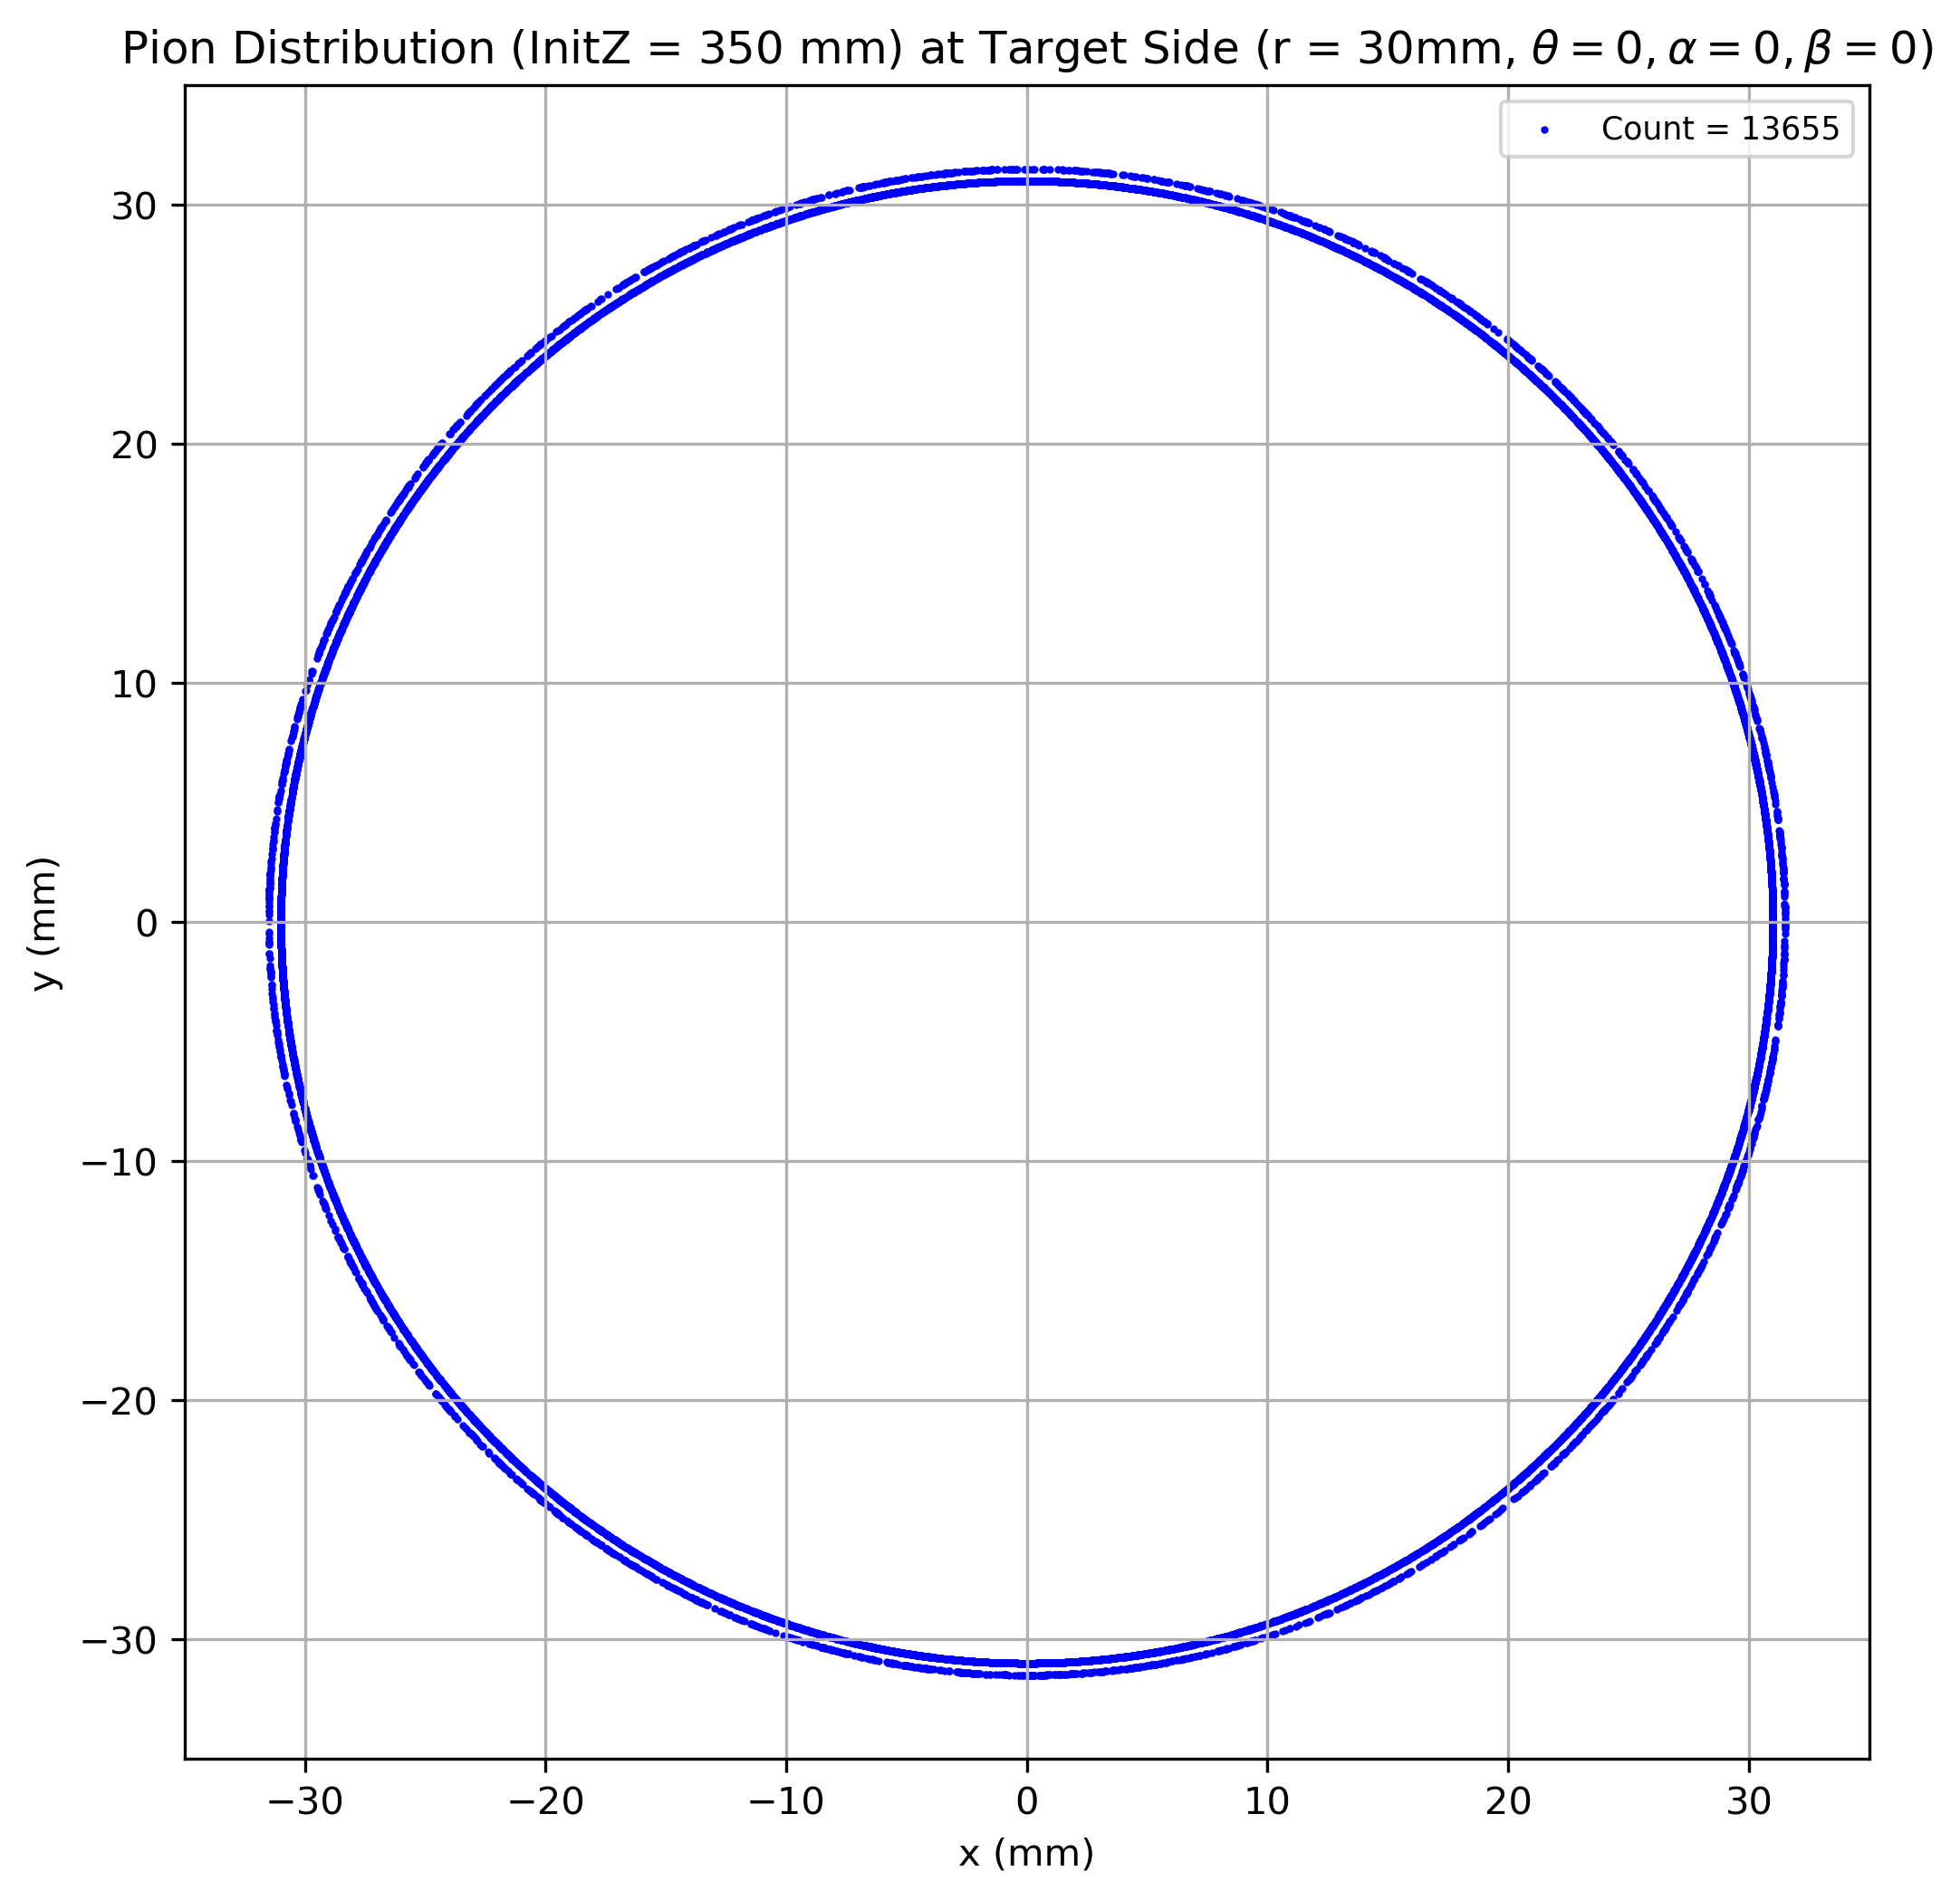 Pion Distribution (InitZ = 350 mm) at Target Side (r = 30mm, θ = 0, α = 0, β = 0)
Count = 13655
30
20
10
0
−10
−20
−30
y (mm)
−30 −20 −10 0 10 20 30
x (mm)